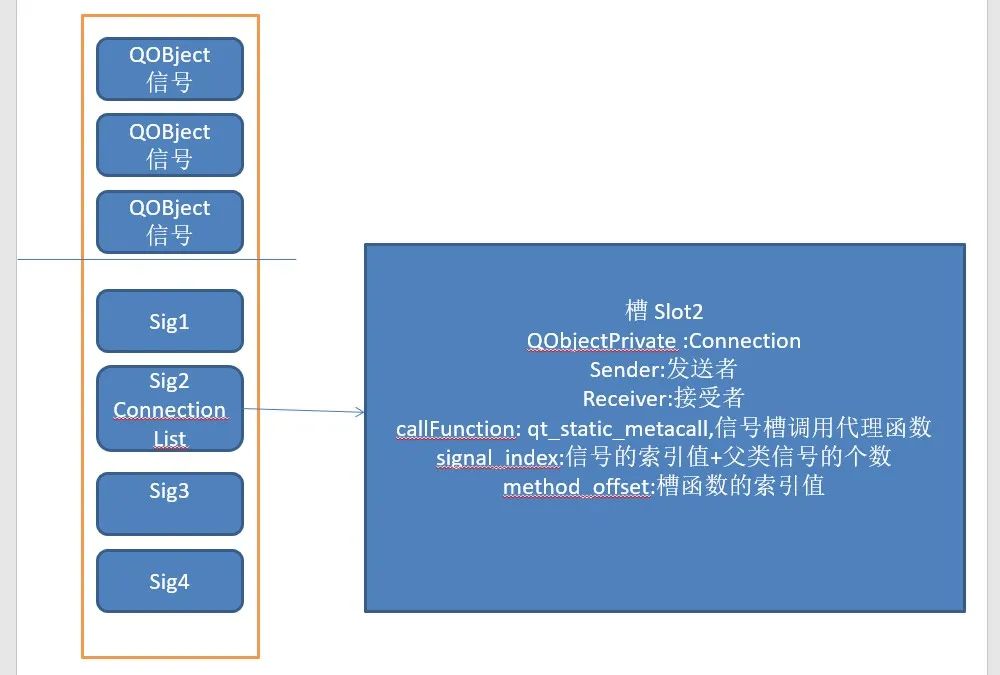 QOBject
信号
QOBject
信号
QOBject
信号
Sig1
Sig2
Connection
List
Sig3
Sig4
槽 Slot2
QObjectPrivate :Connection
Sender:发送者
Receiver:接受者
callFunction: qt_static_metacall,信号槽调用代理函数
signal_index:信号的索引值+父类信号的个数
method_offset:槽函数的索引值